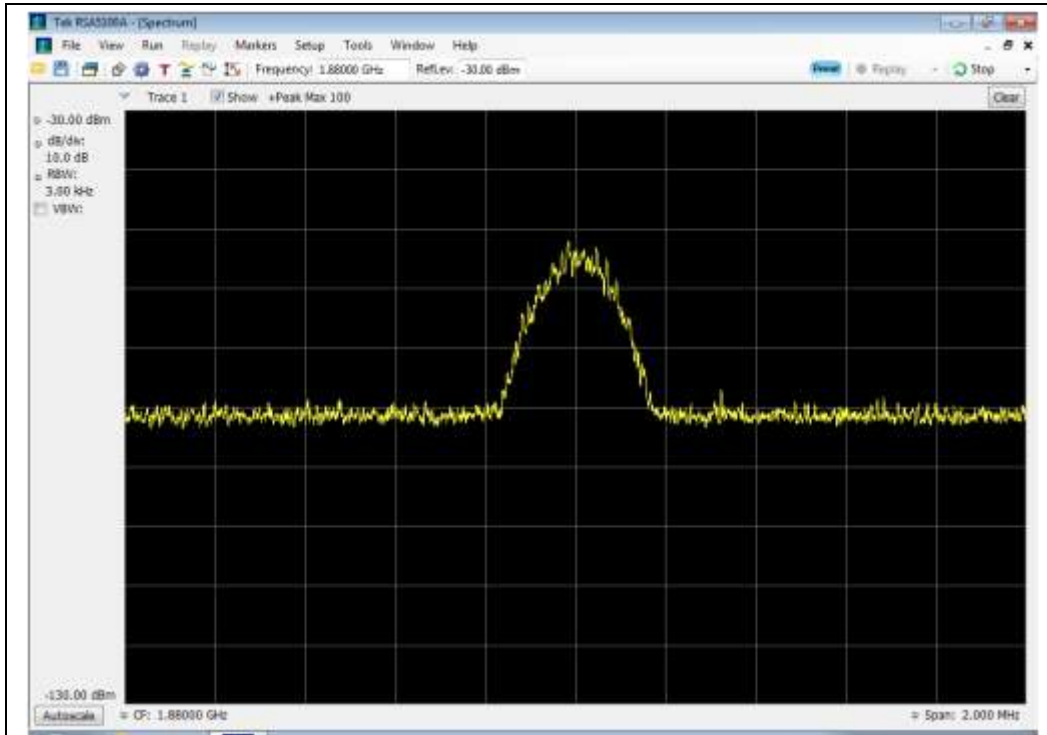 Tek RSA5100A - [Spectrum]
File View Run Replay Markers Setup Tools Window Help
Frequency: 1.88000 GHz RefLev: -30.00 dBm Preset Replay Stop
Trace 1 Show +Peak Max 100 Clear
-30.00 dBm
dB/div:
10.0 dB
RBW:
3.00 kHz
VBW:
-130.00 dBm
Autoscale CF: 1.88000 GHz Span: 2.000 MHz